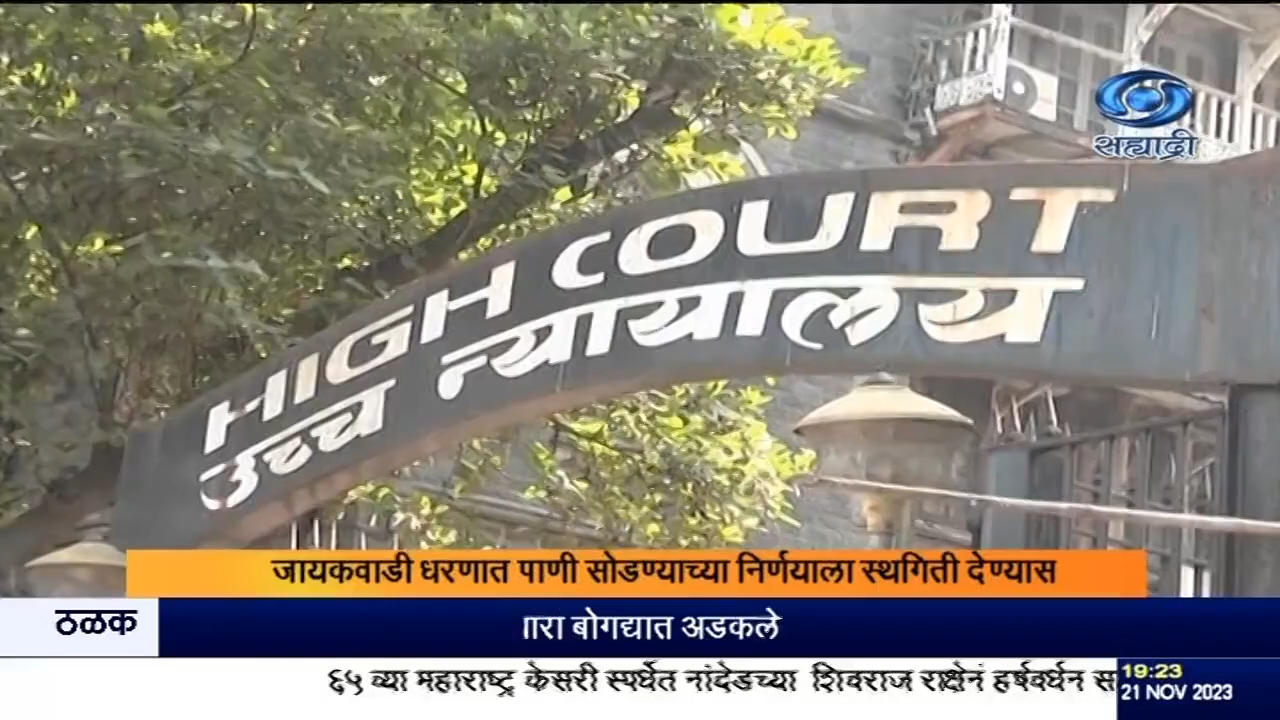 सह्याद्री
HIGH COURT
उच्च न्यायालय
जायकवाडी धरणात पाणी सोडण्याच्या निर्णयाला स्थगिती देण्यास
ठळक
ारा बोगद्यात अडकले
६५ व्या महाराष्ट्र केसरी स्पर्धेत नांदेडच्या शिवराज राक्षेनं हर्षवर्धन स
19:23
21 NOV 2023